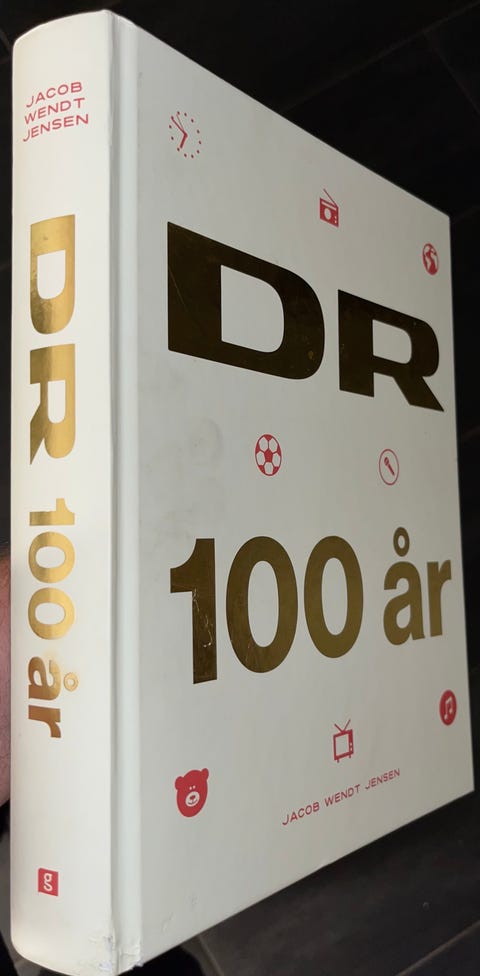 JACOB
WENDT
JENSEN
DR 100 år
g
DR
100 år
JACOB WENDT JENSEN